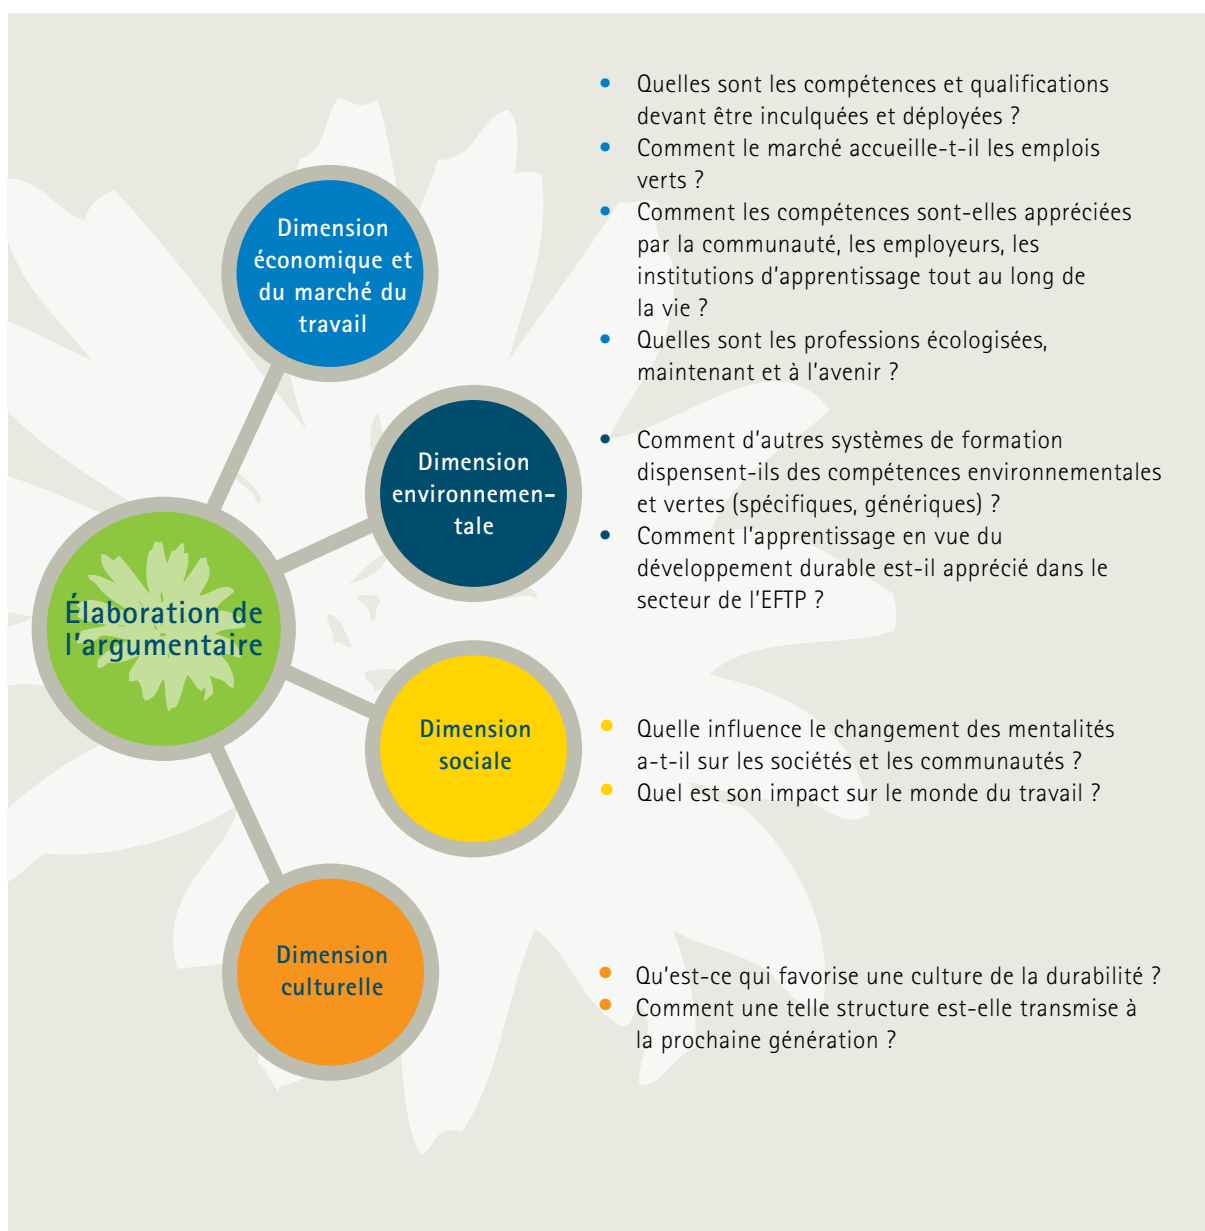 Quelles sont les compétences et qualifications
devant être inculquées et déployées ?
Comment le marché accueille-t-il les emplois
verts ?
Comment les compétences sont-elles appréciées
par la communauté, les employeurs, les
institutions d'apprentissage tout au long de
la vie ?
Quelles sont les professions écologisées,
maintenant et à l'avenir ?
Dimension
économique et
du marché du
travail
Comment d'autres systèmes de formation
dispensent-ils des compétences environnementales
et vertes (spécifiques, génériques) ?
Comment l'apprentissage en vue du
développement durable est-il apprécié dans le
secteur de l'EFTP ?
Dimension
environnemen-
tale
Élaboration de
l'argumentaire
Dimension
sociale
Quelle influence le changement des mentalités
a-t-il sur les sociétés et les communautés ?
Quel est son impact sur le monde du travail ?
Dimension
culturelle
Qu'est-ce qui favorise une culture de la durabilité ?
Comment une telle structure est-elle transmise à
la prochaine génération ?